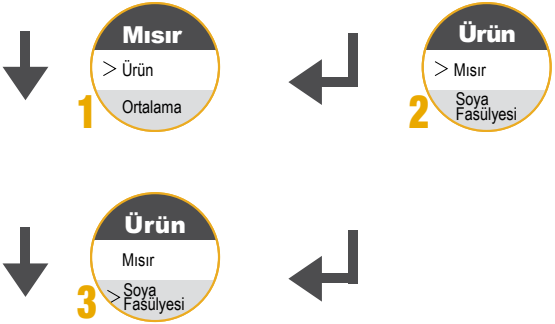 Mısır
> Ürün
Ortalama
1
Ürün
> Mısır
Soya
Fasülyesi
2
Ürün
Mısır
> Soya
Fasülyesi
3